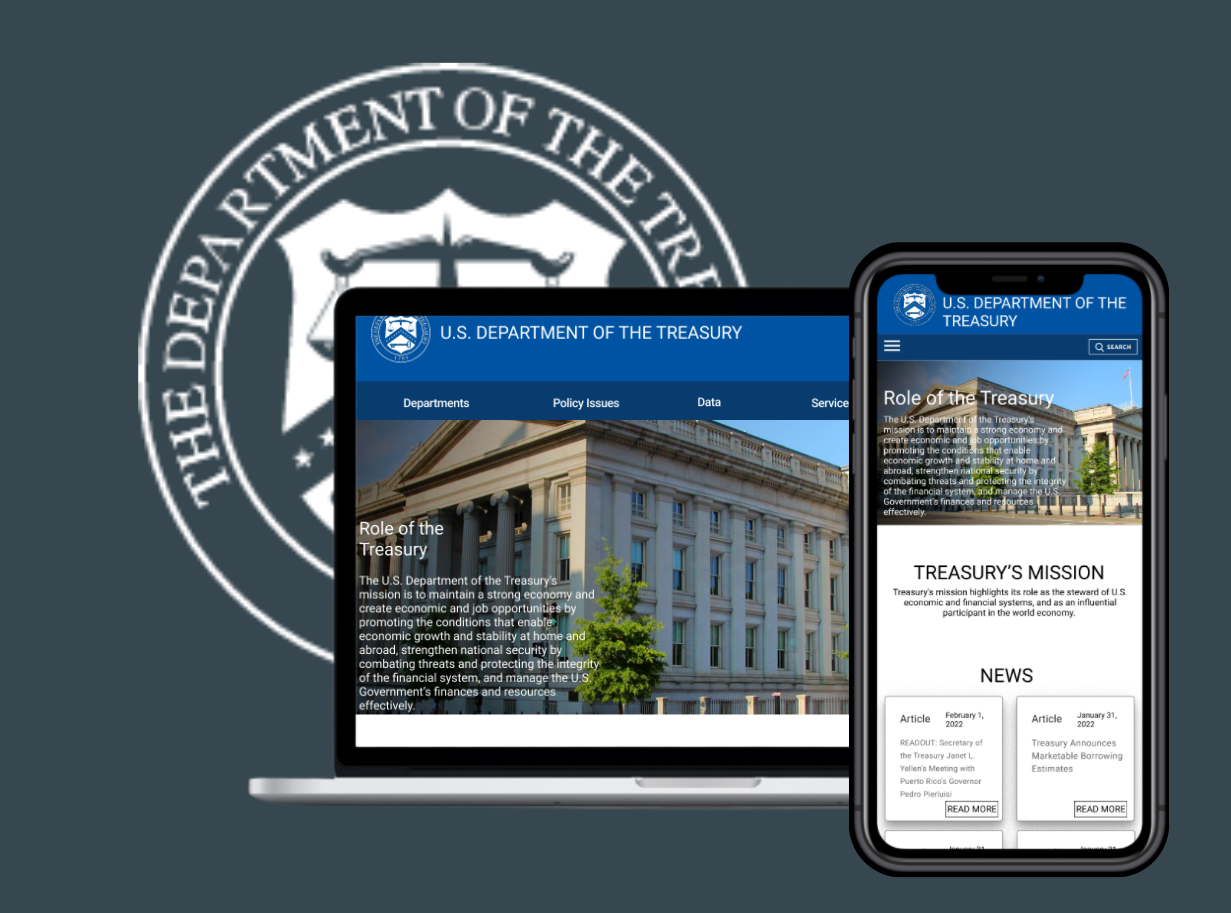 THE DEPARTMENT OF THE TRE
U.S. DEPARTMENT OF THE TREASURY
Departments
Policy Issues
Data
Service
Role of the
Treasury
The U.S. Department of the Treasury's
mission is to maintain a strong economy and
create economic and job opportunities by
promoting the conditions that enable
economic growth and stability at home and
abroad, strengthen national security by
combating threats and protecting the integrity
of the financial system, and manage the U.S.
Government's finances and resources
effectively.
U.S. DEPARTMENT OF THE
TREASURY
SEARCH
Role of the Treasury
The U.S. Department of the Treasury's
mission is to maintain a strong economy and
create economic and job opportunities by
promoting the conditions that enable
economic growth and stability at home and
abroad, strengthen national security by
combating threats and protecting the integrity
of the financial system, and manage the U.S.
Government's finances and resources
effectively.
TREASURY'S MISSION
Treasury's mission highlights its role as the steward of U.S.
economic and financial systems, and as an influential
participant in the world economy.
NEWS
Article
February 1,
2022
READOUT: Secretary of
the Treasury Janet L.
Yellen's Meeting with
Puerto Rico's Governor
Pedro Pierluisi
READ MORE
Article
January 31,
2022
Treasury Announces
Marketable Borrowing
Estimates
READ MORE